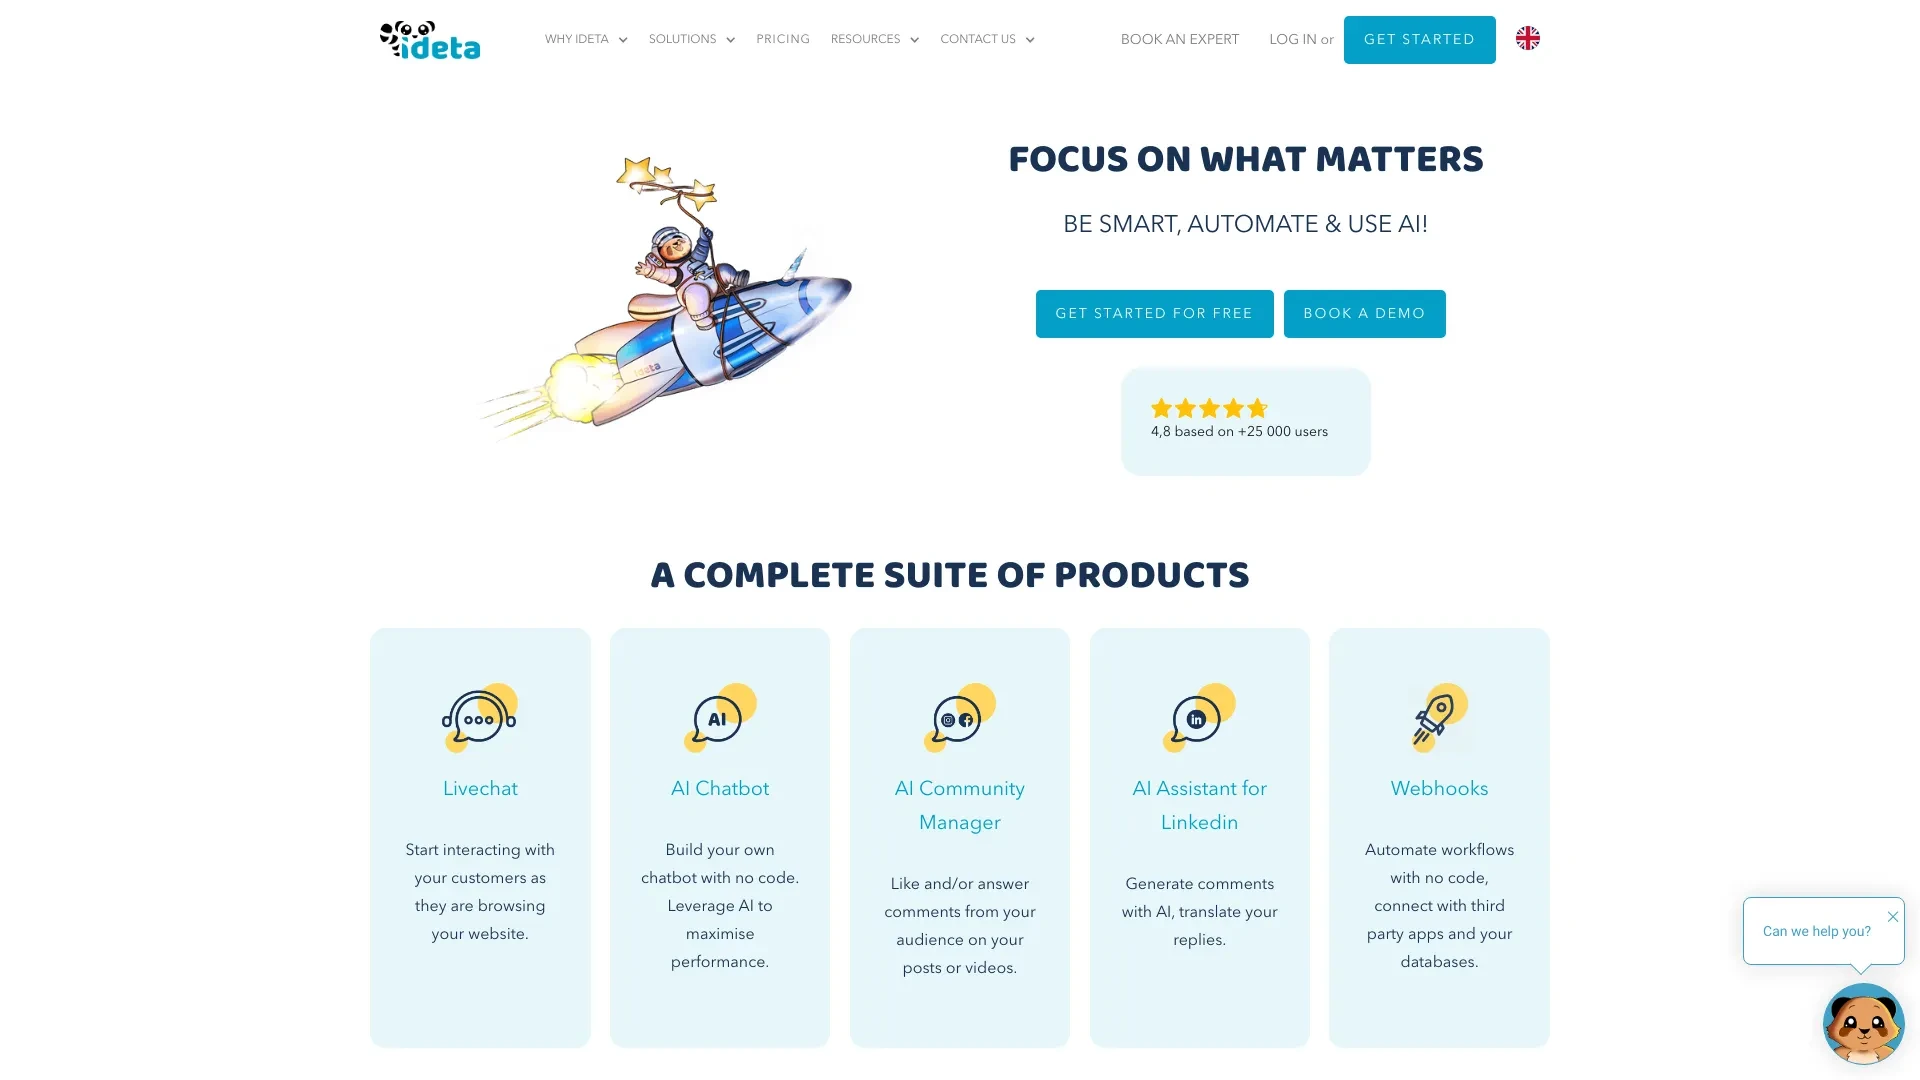 ideta
WHY IDETA
SOLUTIONS
PRICING
RESOURCES
CONTACT US
BOOK AN EXPERT
LOG IN or
GET STARTED
FOCUS ON WHAT MATTERS
BE SMART, AUTOMATE & USE AI!
GET STARTED FOR FREE
BOOK A DEMO
ideta
4,8 based on +25 000 users
A COMPLETE SUITE OF PRODUCTS
Livechat
Start interacting with
your customers as
they are browsing
your website.
AI
AI Chatbot
Build your own
chatbot with no code.
Leverage AI to
maximise
performance.
AI Community
Manager
Like and/or answer
comments from your
audience on your
posts or videos.
in
AI Assistant for
Linkedin
Generate comments
with AI, translate your
replies.
Webhooks
Automate workflows
with no code,
connect with third
party apps and your
databases.
Can we help you?